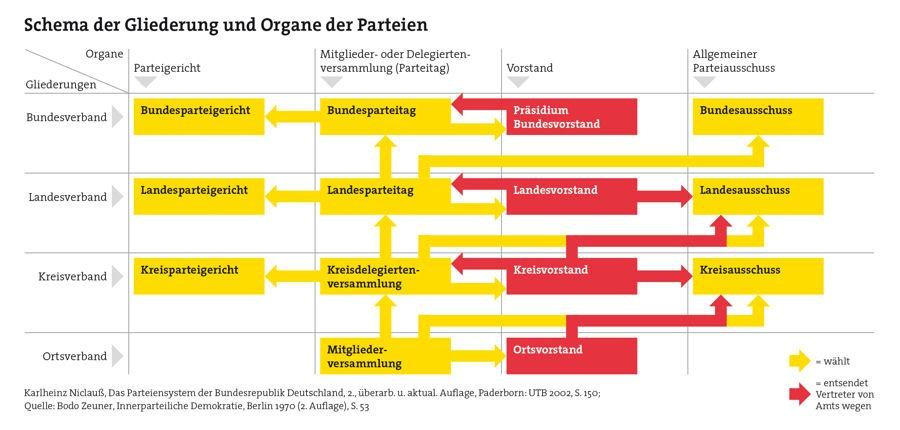 Schema der Gliederung und Organe der Parteien
Organe
Gliederungen
Parteigericht
Mitglieder- oder Delegierten-
versammlung (Parteitag)
Vorstand
Allgemeiner
Parteiausschuss
Bundesverband
Bundesparteigericht
Bundesparteitag
Präsidium
Bundesvorstand
Bundesausschuss
Landesverband
Landesparteigericht
Landesparteitag
Landesvorstand
Landesausschuss
Kreisverband
Kreisparteigericht
Kreisdelegierten-
versammlung
Kreisvorstand
Kreisausschuss
Ortsverband
Mitglieder-
versammlung
Ortsvorstand
= wählt
= entsendet
Vertreter von
Amts wegen
Karlheinz Niclauß, Das Parteiensystem der Bundesrepublik Deutschland, 2., überarb. u. aktual. Auflage, Paderborn: UTB 2002, S. 150;
Quelle: Bodo Zeuner, Innerparteiliche Demokratie, Berlin 1970 (2. Auflage), S. 53